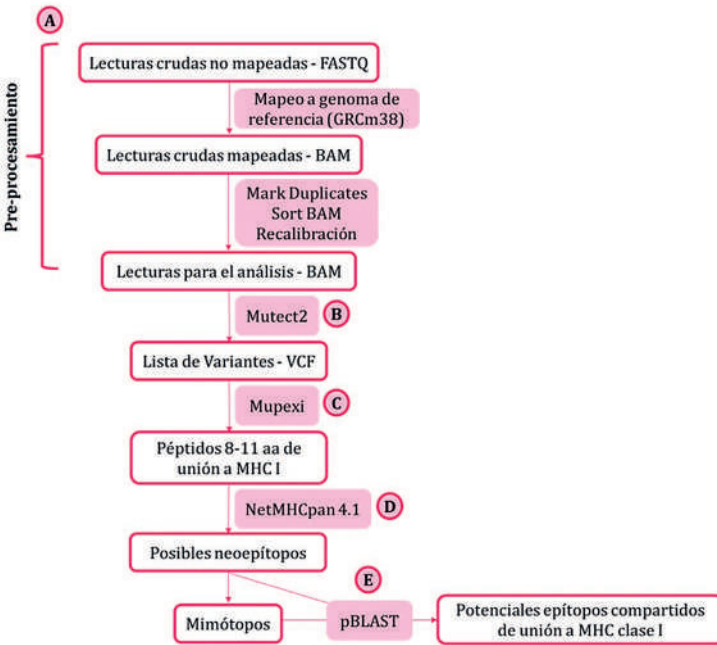 A
Pre-procesamiento
Lecturas crudas no mapeadas - FASTQ
Mapeo a genoma de
referencia (GRCm38)
Lecturas crudas mapeadas - BAM
Mark Duplicates
Sort BAM
Recalibración
Lecturas para el análisis - BAM
Mutect2
B
Lista de Variantes - VCF
Mupexi
C
Péptidos 8-11 aa de
unión a MHC I
NetMHCpan 4.1
D
Posibles neoepítopos
E
Mimótopos
pBLAST
Potenciales epítopos compartidos
de unión a MHC clase I